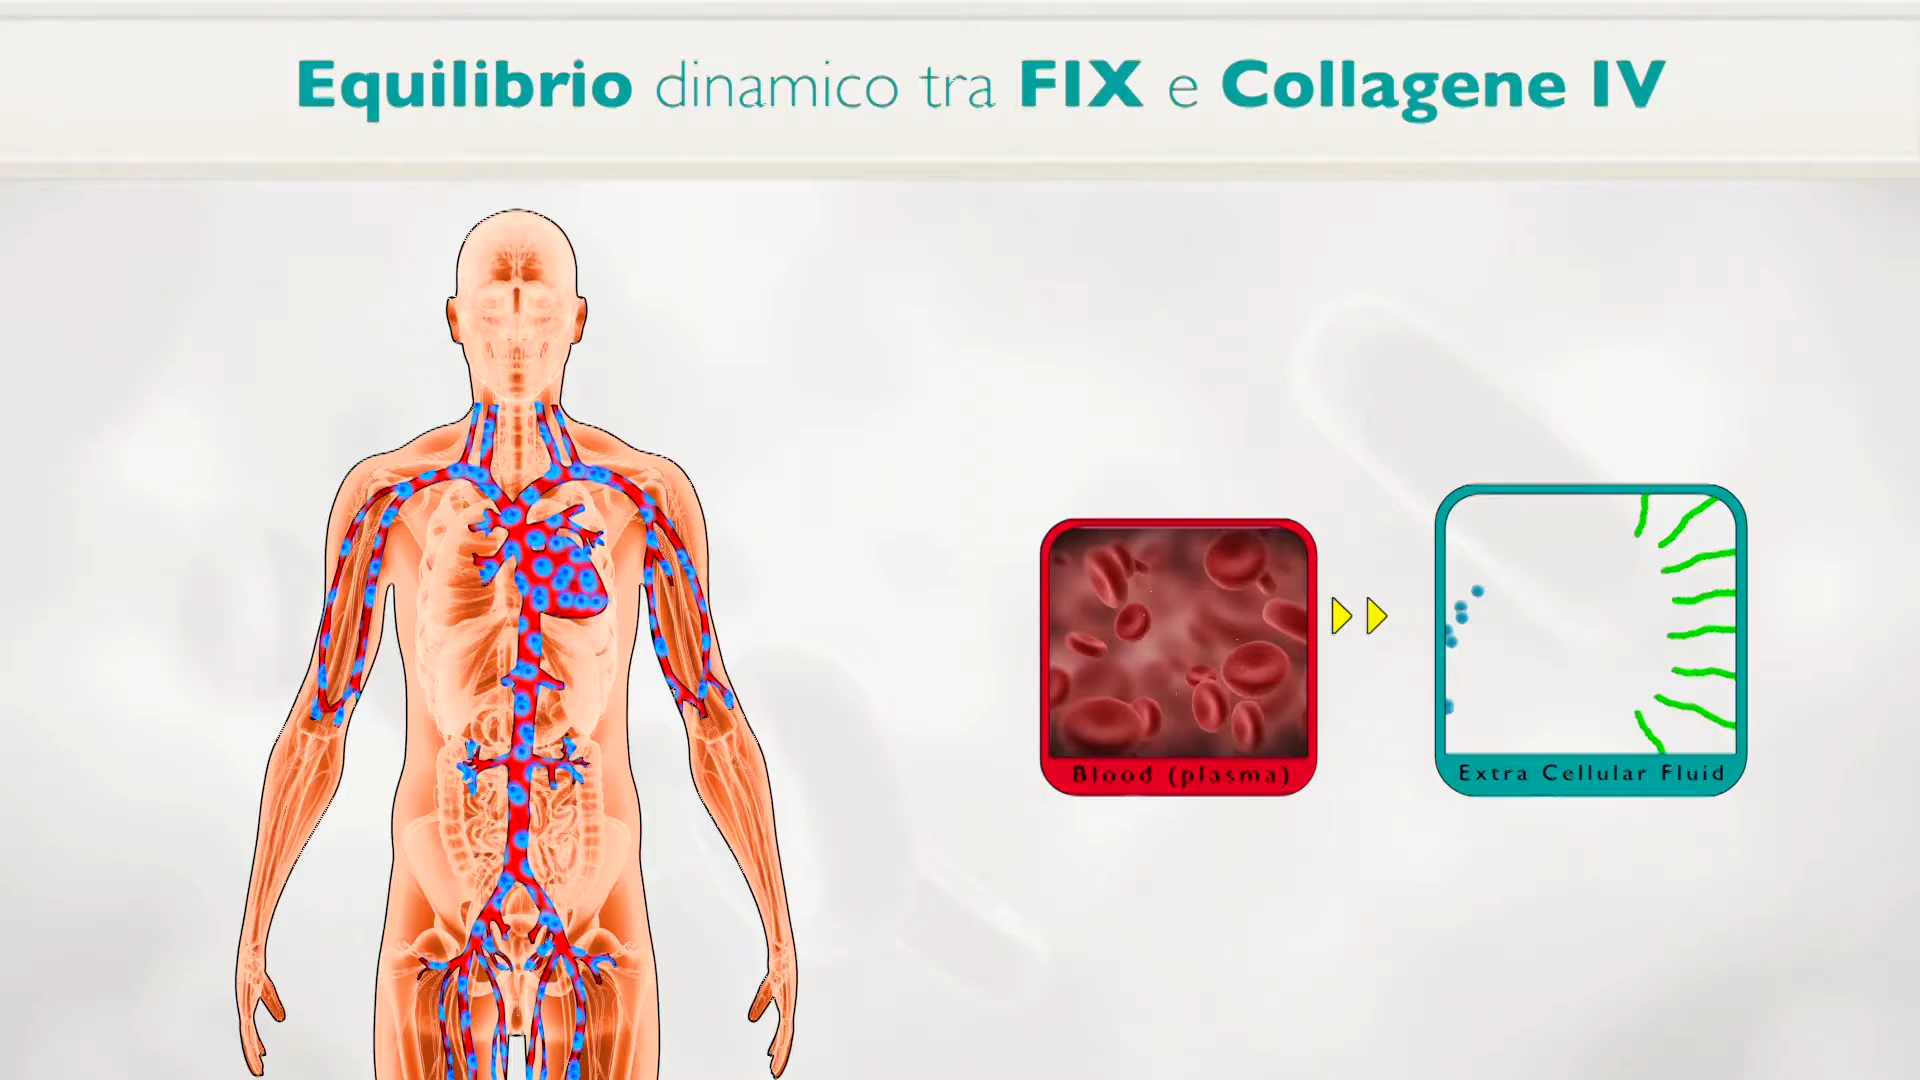 Equilibrio dinamico tra FIX e Collagene IV
Blood (plasma)
Extra Cellular Fluid